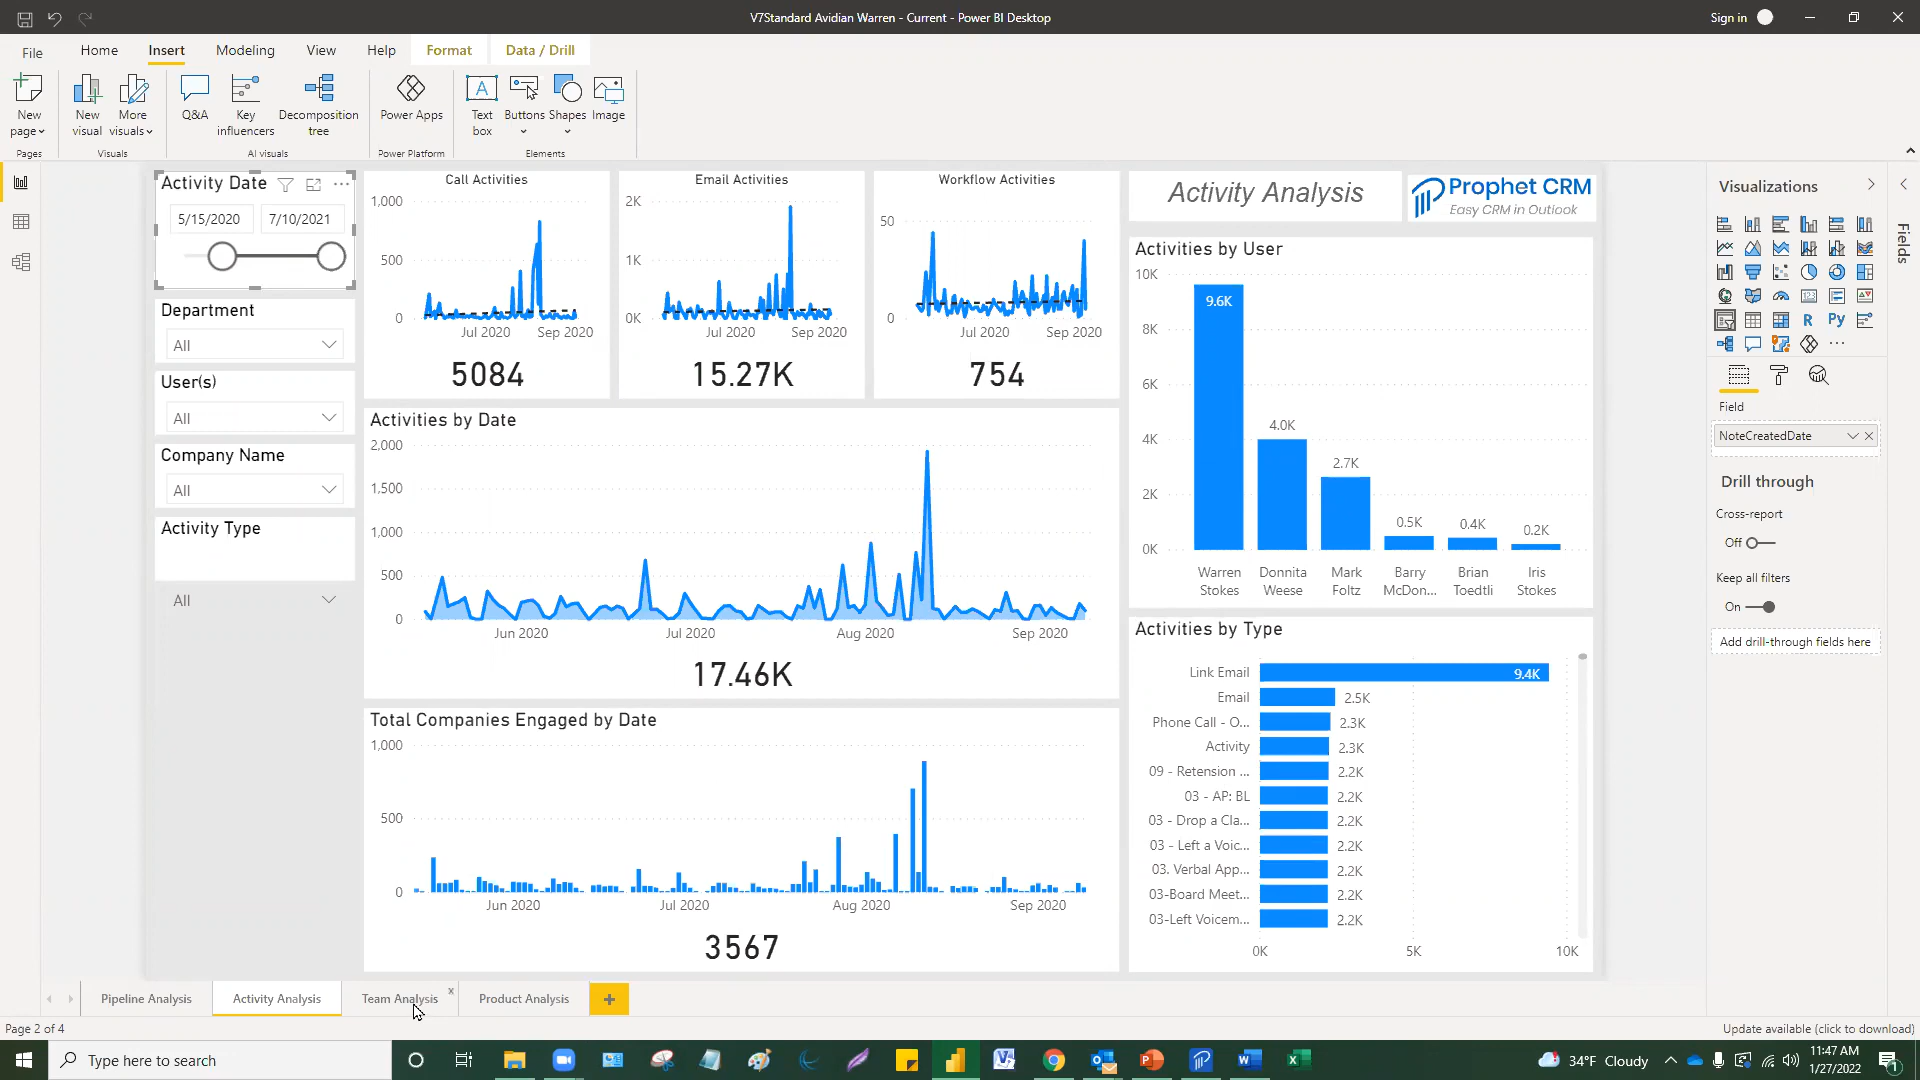 V7Standard Avidian Warren - Current - Power BI Desktop
Sign in
File
Home
Insert
Modeling
View
Help
Format
Data / Drill
New page
New visual
More visuals
Q&A
Key influencers
Decomposition tree
Power Apps
Text box
Buttons
Shapes
Image
Pages
Visuals
AI visuals
Power Platform
Elements
Activity Date
5/15/2020
7/10/2021
Department
All
User(s)
All
Company Name
All
Activity Type
All
Call Activities
1,000
500
0
Jul 2020
Sep 2020
5084
Email Activities
2K
1K
0K
Jul 2020
Sep 2020
15.27K
Workflow Activities
50
0
Jul 2020
Sep 2020
754
Activity Analysis
Prophet CRM
Easy CRM in Outlook
Activities by Date
2,000
1,500
1,000
500
0
Jun 2020
Jul 2020
Aug 2020
Sep 2020
17.46K
Total Companies Engaged by Date
1,000
500
0
Jun 2020
Jul 2020
Aug 2020
Sep 2020
3567
Activities by User
10K
8K
6K
4K
2K
0K
9.6K
4.0K
2.7K
0.5K
0.4K
0.2K
Warren Stokes
Donnita Weese
Mark Foltz
Barry McDon...
Brian Toedtli
Iris Stokes
Activities by Type
Link Email 9.4K
Email 2.5K
Phone Call - O... 2.3K
Activity 2.3K
09 - Retension ... 2.2K
03 - AP: BL 2.2K
03 - Drop a Cla... 2.2K
03 - Left a Voic... 2.2K
03. Verbal App... 2.2K
03-Board Meet... 2.2K
03-Left Voicem... 2.2K
0K
5K
10K
Visualizations
R
Py
Field
NoteCreatedDate
Drill through
Cross-report
Off
Keep all filters
On
Add drill-through fields here
Fields
Pipeline Analysis
Activity Analysis
Team Analysis
Product Analysis
Page 2 of 4
Update available (click to download)
Type here to search
34°F Cloudy
11:47 AM
1/27/2022
1